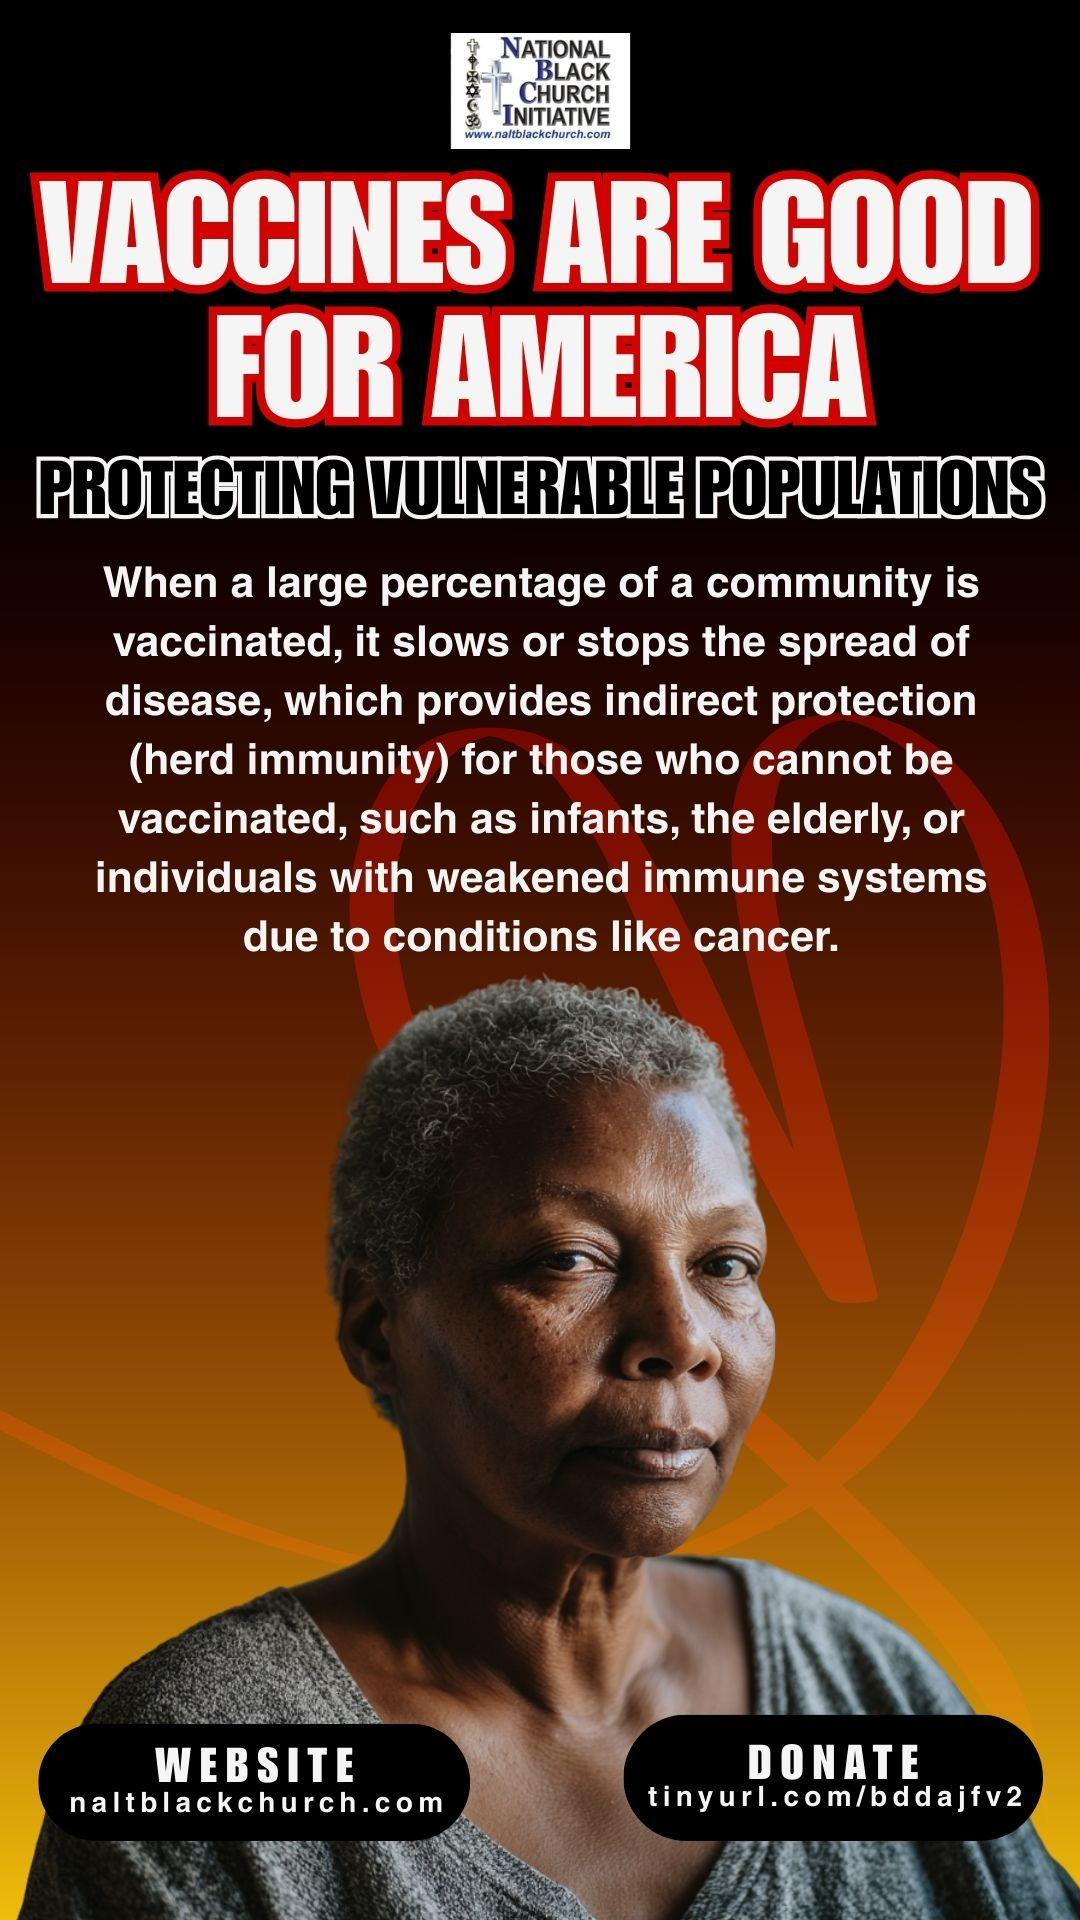 NATIONAL
BLACK
CHURCH
INITIATIVE
www.naltblackchurch.com
VACCINES ARE GOOD
FOR AMERICA
PROTECTING VULNERABLE POPULATIONS
When a large percentage of a community is
vaccinated, it slows or stops the spread of
disease, which provides indirect protection
(herd immunity) for those who cannot be
vaccinated, such as infants, the elderly, or
individuals with weakened immune systems
due to conditions like cancer.
WEBSITE
naltblackchurch.com
DONATE
tinyurl.com/bddajfv2